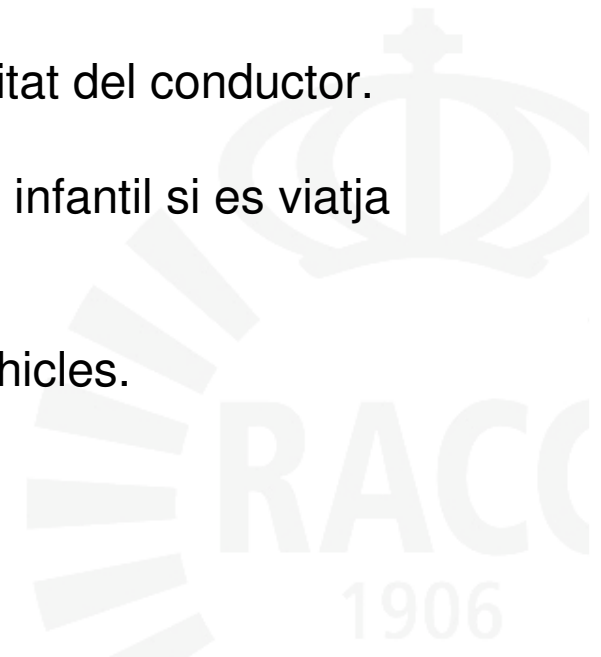 itat del conductor.
infantil si es viatja
hicles.
RACC
1906